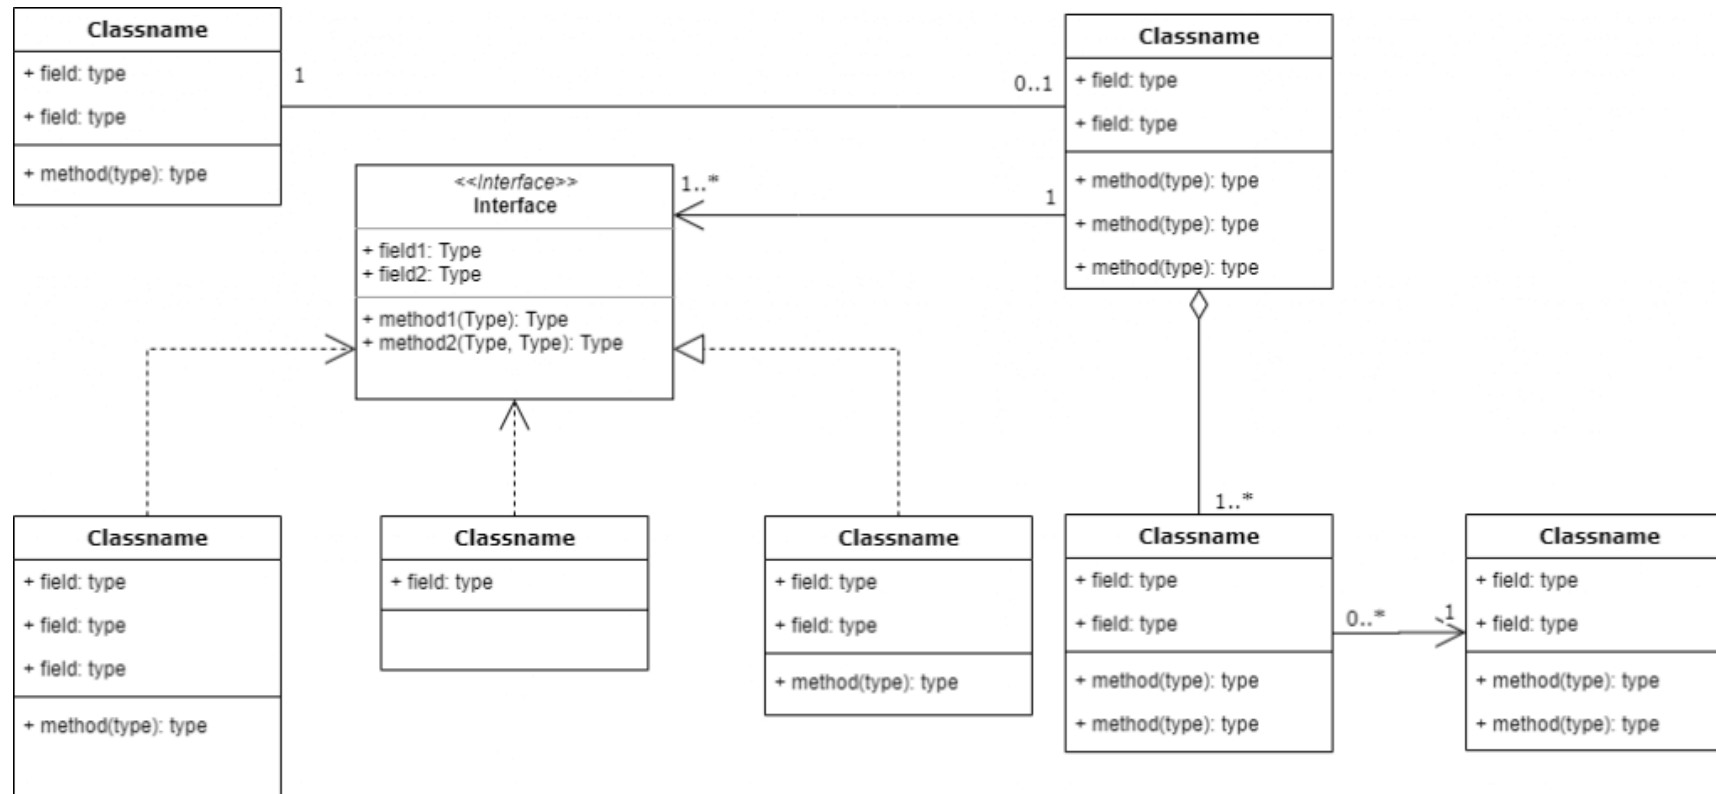 Classname
+ field: type
+ field: type
+ method(type): type
1
0..1
Classname
+ field: type
+ field: type
+ method(type): type
+ method(type): type
+ method(type): type
<<Interface>>
Interface
+ field1: Type
+ field2: Type
+ method1(Type): Type
+ method2(Type, Type): Type
1..*
1
1..*
Classname
+ field: type
+ field: type
+ field: type
+ method(type): type
Classname
+ field: type
Classname
+ field: type
+ field: type
+ method(type): type
Classname
+ field: type
+ field: type
+ method(type): type
+ method(type): type
0..*
1
Classname
+ field: type
+ field: type
+ method(type): type
+ method(type): type